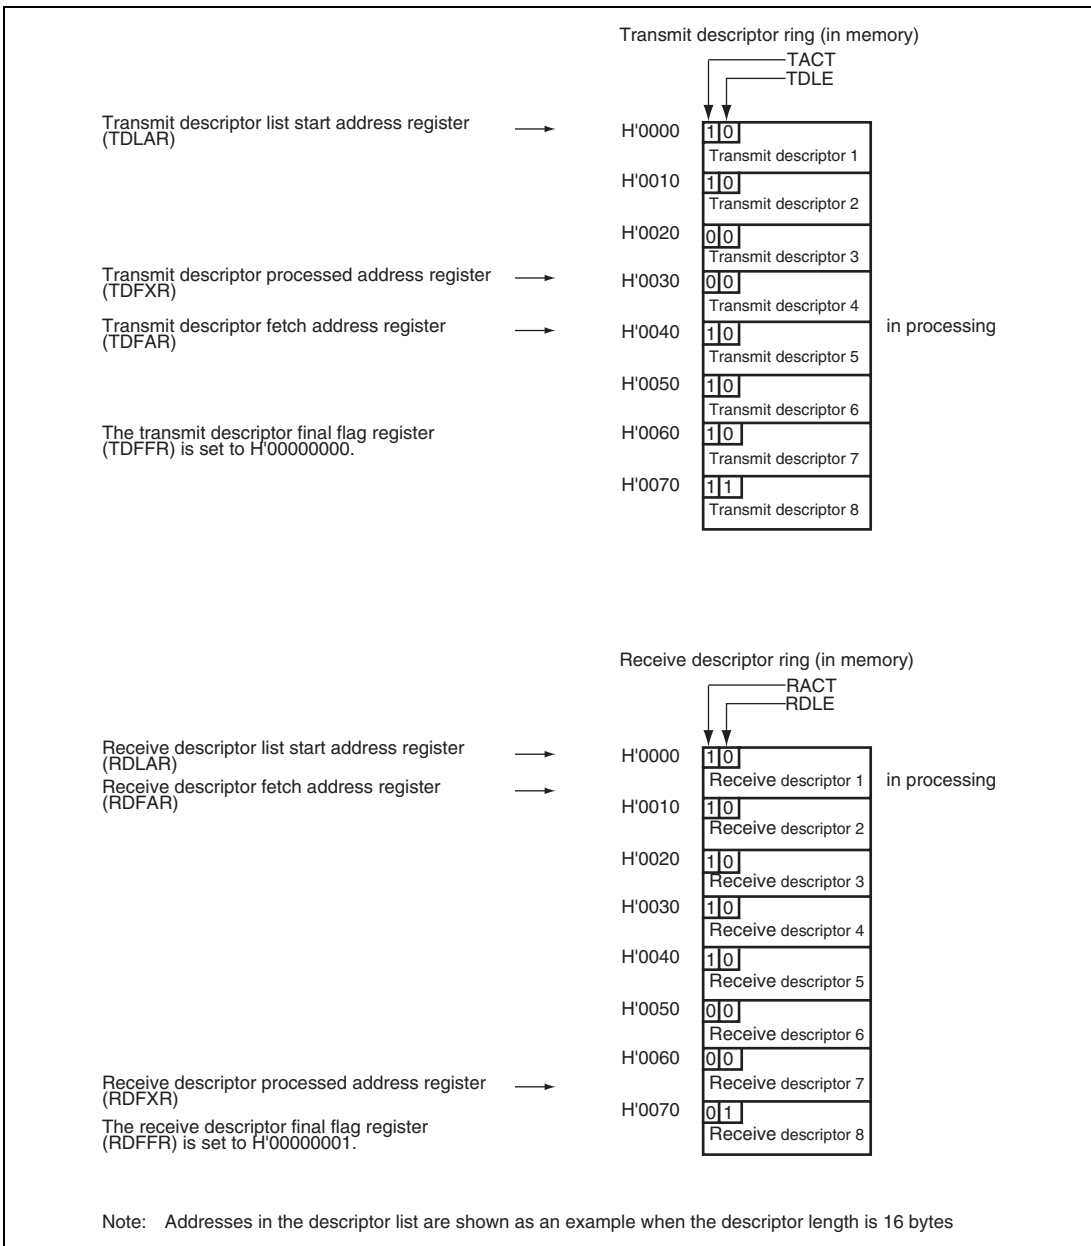 Transmit descriptor ring (in memory)
TACT
TDLE
Transmit descriptor list start address register
(TDLAR)
H'0000
1 0
Transmit descriptor 1
H'0010
1 0
Transmit descriptor 2
H'0020
0 0
Transmit descriptor 3
Transmit descriptor processed address register
(TDFXR)
H'0030
0 0
Transmit descriptor 4
Transmit descriptor fetch address register
(TDFAR)
H'0040
1 0
in processing
Transmit descriptor 5
H'0050
1 0
Transmit descriptor 6
The transmit descriptor final flag register
(TDFFR) is set to H'00000000.
H'0060
1 0
Transmit descriptor 7
H'0070
1 1
Transmit descriptor 8
Receive descriptor ring (in memory)
RACT
RDLE
Receive descriptor list start address register
(RDLAR)
H'0000
1 0
Receive descriptor 1
in processing
Receive descriptor fetch address register
(RDFAR)
H'0010
1 0
Receive descriptor 2
H'0020
1 0
Receive descriptor 3
H'0030
1 0
Receive descriptor 4
H'0040
1 0
Receive descriptor 5
H'0050
0 0
Receive descriptor 6
H'0060
0 0
Receive descriptor 7
Receive descriptor processed address register
(RDFXR)
H'0070
0 1
Receive descriptor 8
The receive descriptor final flag register
(RDFFR) is set to H'00000001.
Note: Addresses in the descriptor list are shown as an example when the descriptor length is 16 bytes